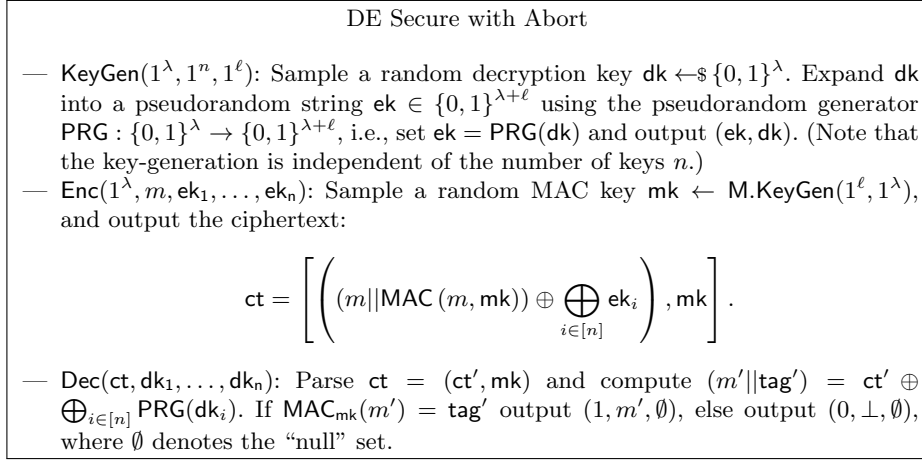 DE Secure with Abort
— KeyGen(1^λ, 1^n, 1^ℓ): Sample a random decryption key dk ←$ {0, 1}^λ. Expand dk
into a pseudorandom string ek ∈ {0, 1}^{λ+ℓ} using the pseudorandom generator
PRG : {0, 1}^λ → {0, 1}^{λ+ℓ}, i.e., set ek = PRG(dk) and output (ek, dk). (Note that
the key-generation is independent of the number of keys n.)
— Enc(1^λ, m, ek_1, . . . , ek_n): Sample a random MAC key mk ← M.KeyGen(1^ℓ, 1^λ),
and output the ciphertext:
ct = [ ( (m||MAC (m, mk)) ⊕ ⨁_{i∈[n]} ek_i ) , mk ] .
— Dec(ct, dk_1, . . . , dk_n): Parse ct = (ct′, mk) and compute (m′||tag′) = ct′ ⊕
⨁_{i∈[n]} PRG(dk_i). If MAC_{mk}(m′) = tag′ output (1, m′, ∅), else output (0, ⊥, ∅),
where ∅ denotes the “null” set.